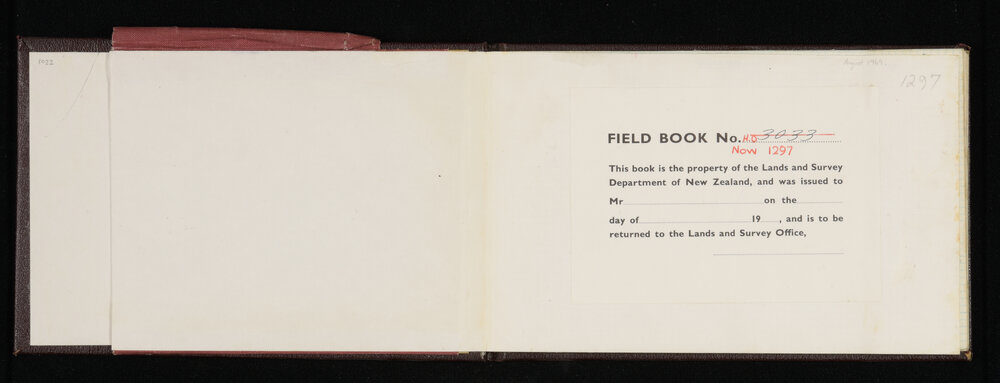 1022
August 1969.
1297
FIELD BOOK No. H.O. 3033
Now 1297
This book is the property of the Lands and Survey
Department of New Zealand, and was issued to
Mr on the
day of 19 , and is to be
returned to the Lands and Survey Office,